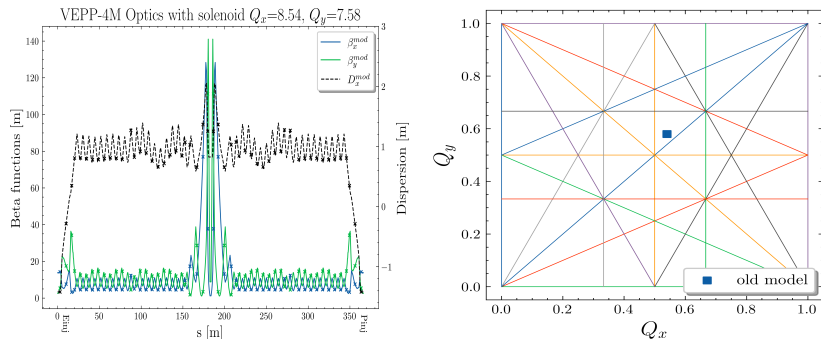 VEPP-4M Optics with solenoid Q_x=8.54, Q_y=7.58
Beta functions [m]
140
120
100
80
60
40
20
0
β_x^mod
β_y^mod
D_x^mod
3
2
1
0
−1
Dispersion [m]
0 50 100 150 200 250 300 350
Einj
Pinj
s [m]
Q_y
1.0
0.8
0.6
0.4
0.2
0.0
old model
0.0 0.2 0.4 0.6 0.8 1.0
Q_x